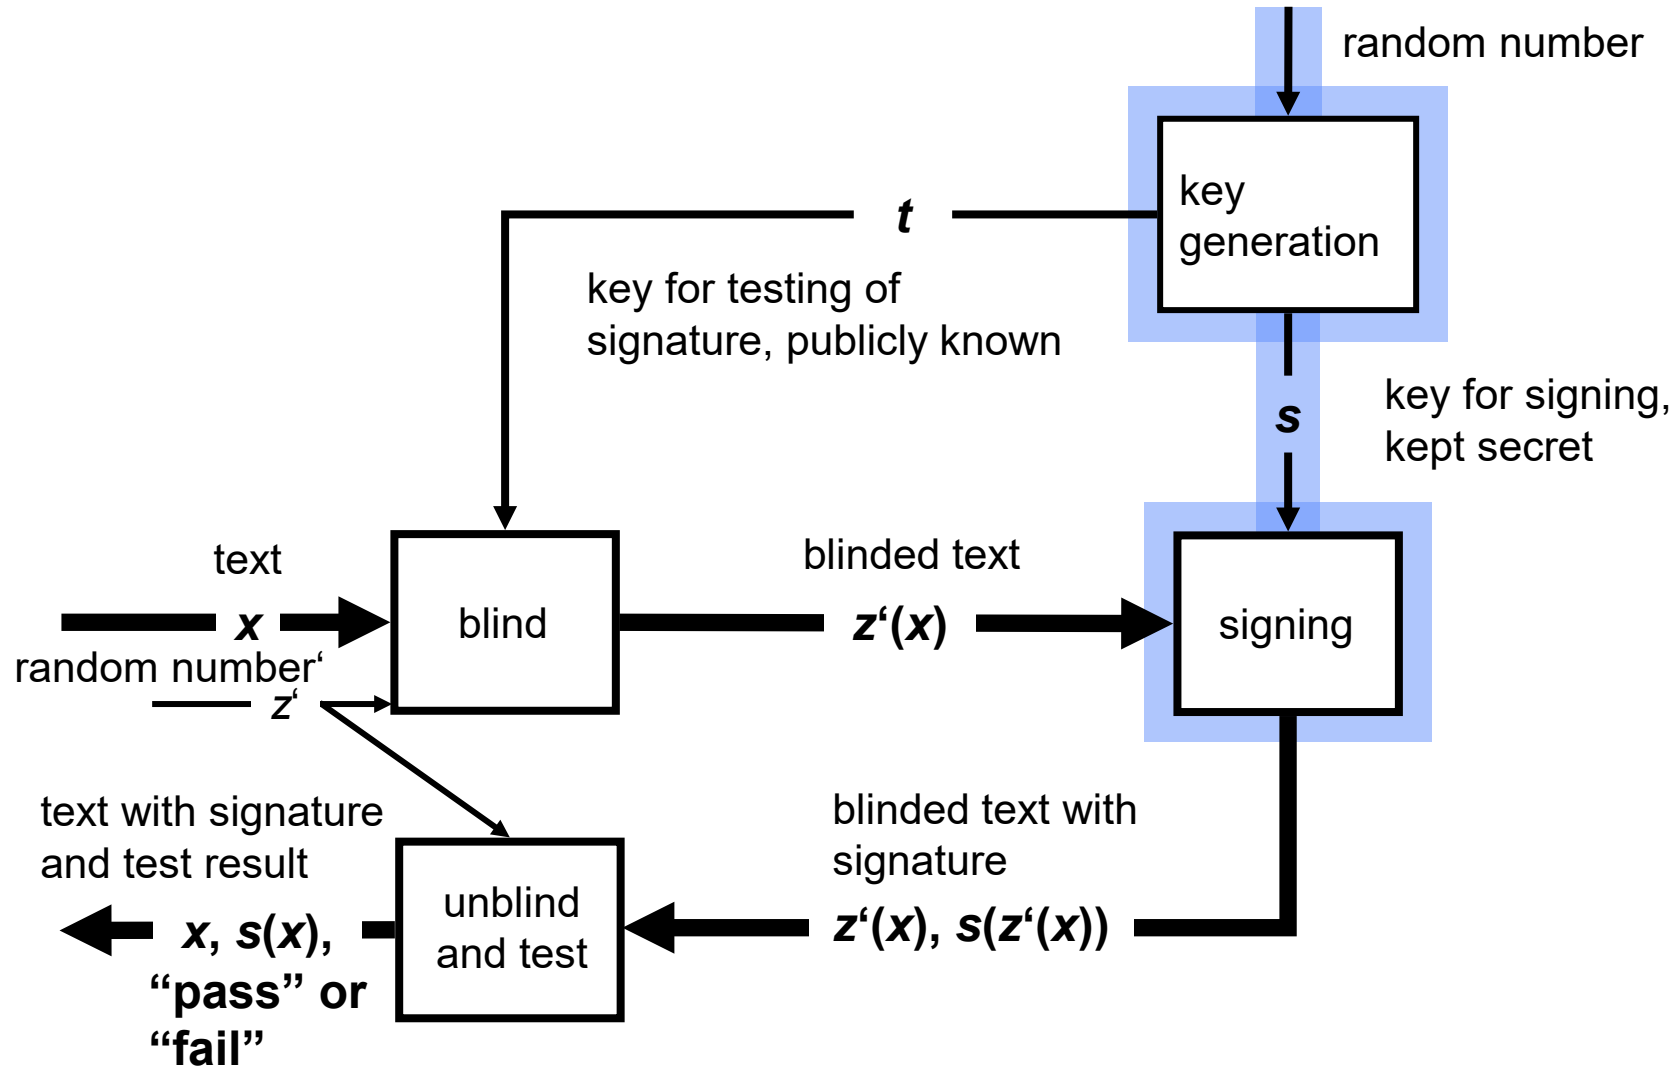 random number
key
generation
t
key for testing of
signature, publicly known
key for signing,
kept secret
s
text
x
random number‘
z‘
blind
blinded text
z‘(x)
signing
text with signature
and test result
x, s(x),
“pass” or
“fail”
unblind
and test
blinded text with
signature
z‘(x), s(z‘(x))